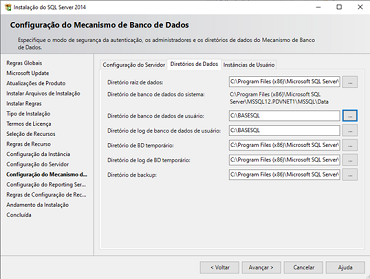 Instalação do SQL Server 2014
Configuração do Mecanismo de Banco de Dados
Especifique o modo de segurança da autenticação, os administradores e os diretórios de dados do Mecanismo de Banco
de Dados.
Regras Globais
Microsoft Update
Atualizações de Produto
Instalar Arquivos de Instalação
Instalar Regras
Tipo de Instalação
Termos de Licença
Seleção de Recursos
Regras de Recurso
Configuração da Instância
Configuração do Servidor
Configuração do Mecanismo d...
Configuração do Reporting Ser...
Regras de Configuração de Rec...
Andamento da Instalação
Concluída
Configuração do Servidor Diretórios de Dados Instâncias de Usuário
Diretório raiz de dados: C:\Program Files (x86)\Microsoft SQL Server\ ...
Diretório de banco de dados do sistema: C:\Program Files (x86)\Microsoft SQL
Server\MSSQL12.PDVNET1\MSSQL\Data
Diretório de banco de dados de usuário: C:\BASESQL ...
Diretório de log de banco de dados de usuário: C:\BASESQL ...
Diretório de BD temporário: C:\Program Files (x86)\Microsoft SQL Server\ ...
Diretório de log de BD temporário: C:\Program Files (x86)\Microsoft SQL Server\ ...
Diretório de backup: C:\Program Files (x86)\Microsoft SQL Server\ ...
< Voltar Avançar > Cancelar Ajuda